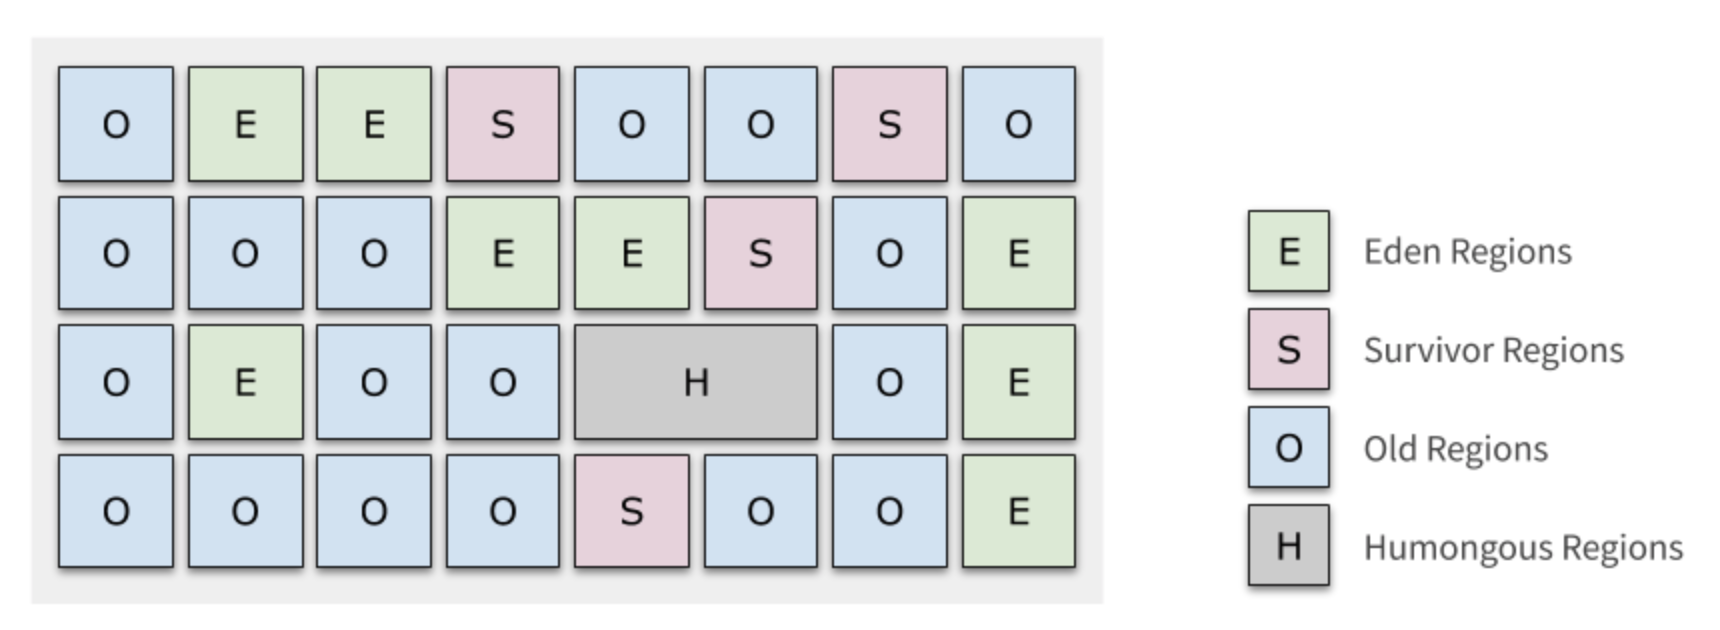 O E E S O O S O
O O O E E S O E
O E O O H O E
O O O O S O O E
E Eden Regions
S Survivor Regions
O Old Regions
H Humongous Regions